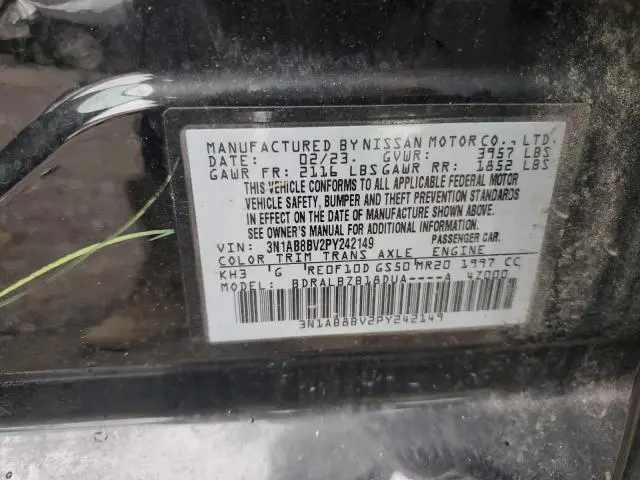 MANUFACTURED BY NISSAN MOTOR CO., LTD.
DATE: 02/23. GVWR: 3957 LBS
GAWR FR: 2116 LBS GAWR RR: 1852 LBS
THIS VEHICLE CONFORMS TO ALL APPLICABLE FEDERAL MOTOR
VEHICLE SAFETY, BUMPER AND THEFT PREVENTION STANDARDS
IN EFFECT ON THE DATE OF MANUFACTURE SHOWN ABOVE.
SEE OWNER'S MANUAL FOR ADDITIONAL INFORMATION.
VIN: 3N1AB8BV2PY242149 PASSENGER CAR.
COLOR TRIM TRANS AXLE ENGINE
KH3 G RE0F10D GS50 MR20 1997 CC
MODEL: BDRALBZB18DUA----A 47000
3N1AB8BV2PY242149